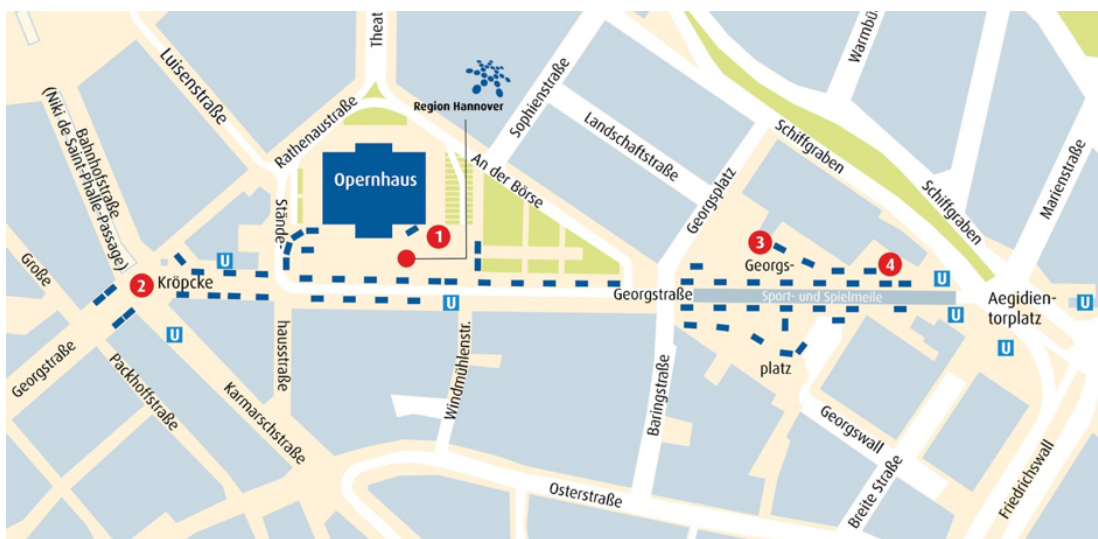 Luisenstraße
Theat
Region Hannover
Sophienstraße
Warmbü
Bahnhofstraße
(Niki de-Saint-Phalle-Passage)
Rathenaustraße
Landschaftstraße
Schiffgraben
An der Börse
Opernhaus
Georgsplatz
Schiffgraben
Marienstraße
Stände-
hausstraße
1
2
3
4
Große
Kröpcke
U
U
U
U
U
U
U
Georgs-
platz
Georgstraße
Sport- und Spielmeile
Aegidien-
torplatz
Georgstraße
Packhoffstraße
Karmarschstraße
Windmühlenstr.
Baringstraße
Georgswall
Osterstraße
Breite Straße
Friedrichswall